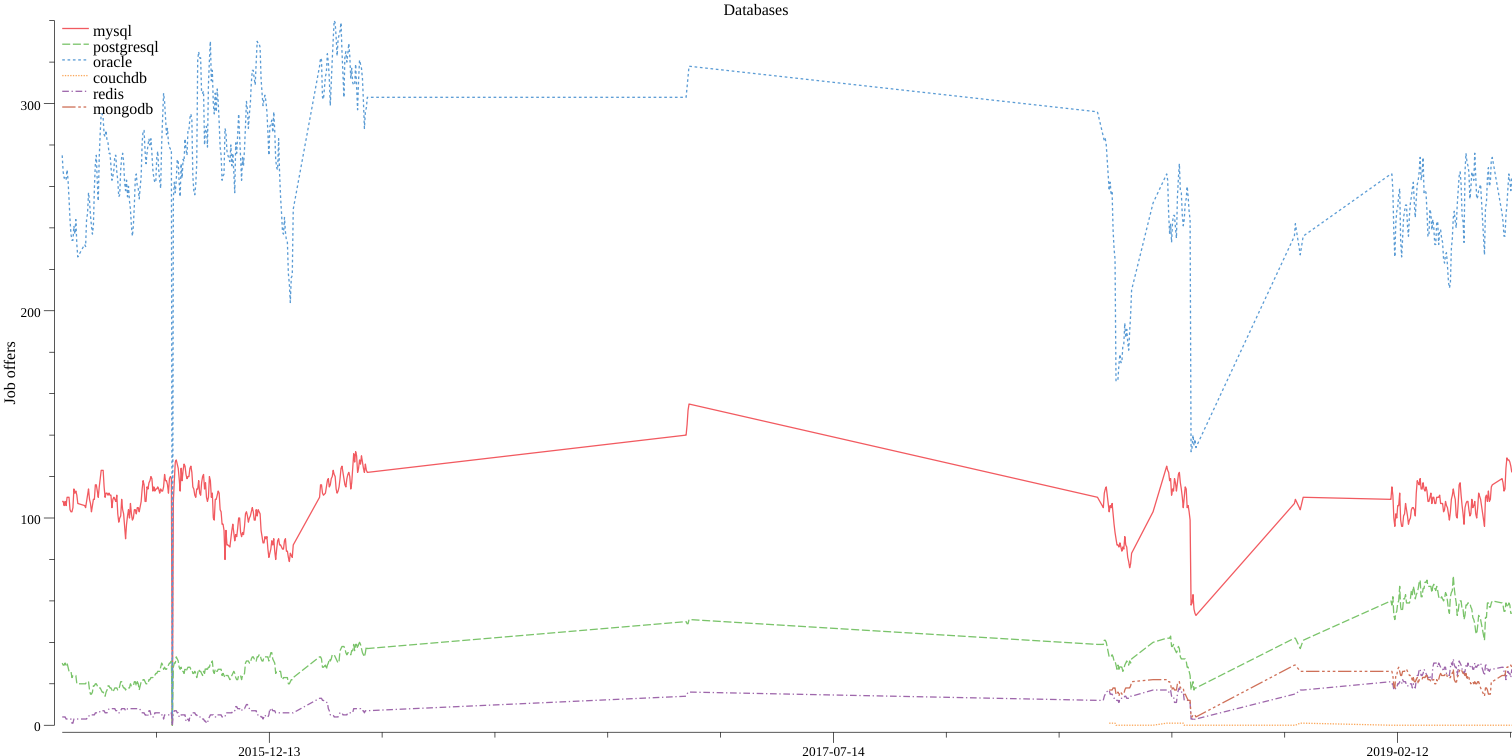 Databases
mysql
postgresql
oracle
couchdb
redis
mongodb
Job offers
300
200
100
0
2015-12-13
2017-07-14
2019-02-12